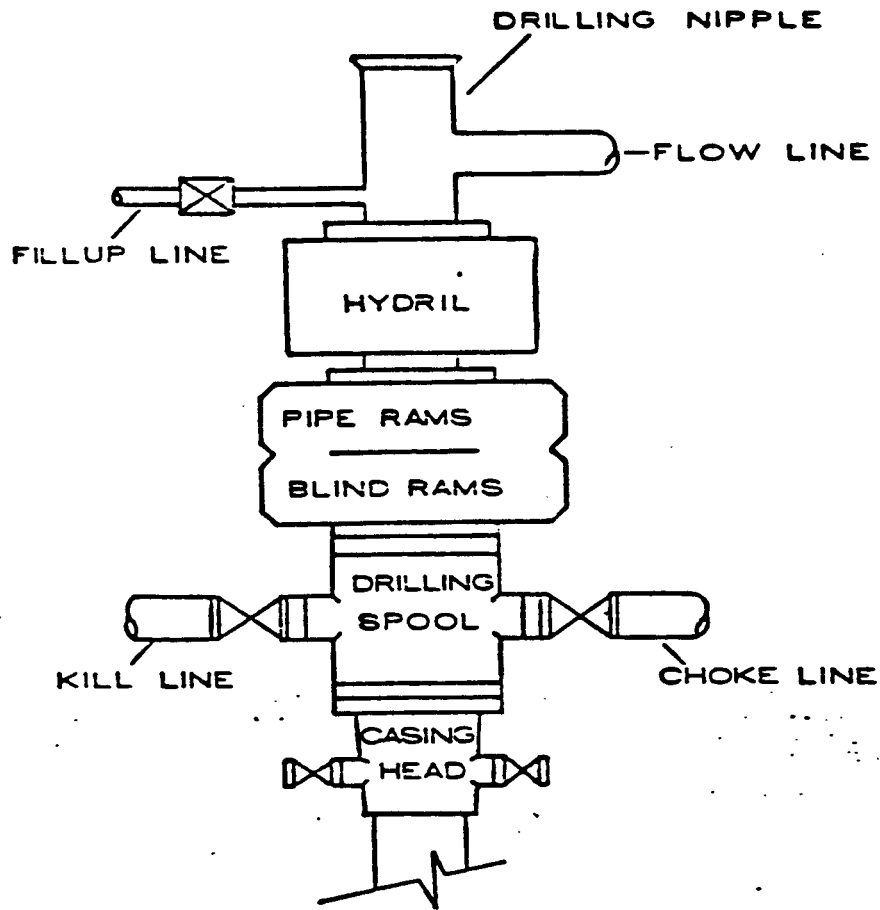 DRILLING NIPPLE
FLOW LINE
FILLUP LINE
HYDRIL
PIPE RAMS
BLIND RAMS
DRILLING
SPOOL
KILL LINE
CHOKE LINE
CASING
HEAD